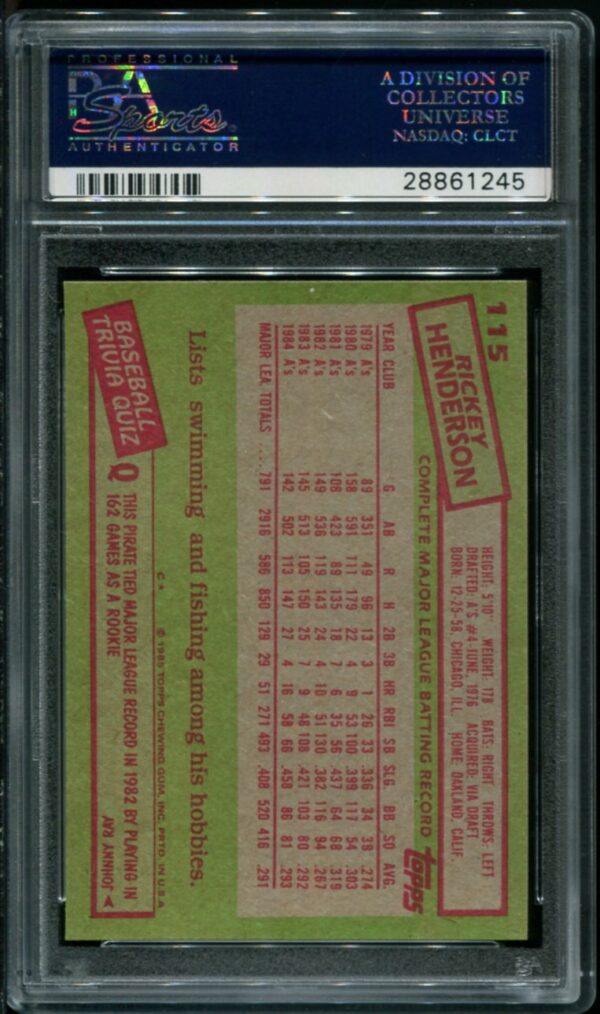 PROFESSIONAL
PSA
Sports
AUTHENTICATOR
A DIVISION OF
COLLECTORS
UNIVERSE
NASDAQ: CLCT
28861245
115
RICKEY
HENDERSON
HEIGHT: 5'10" WEIGHT: 178 BATS: RIGHT THROWS: LEFT
DRAFTED: A'S #4-JUNE, 1976 ACQUIRED: VIA DRAFT
BORN: 12-25-58, CHICAGO, ILL. HOME: OAKLAND, CALIF.
COMPLETE MAJOR LEAGUE BATTING RECORD
topps
YEAR CLUB G AB R H 2B 3B HR RBI SB SLG. BB SO AVG.
1979 A's 89 351 49 96 13 3 1 26 33 .336 34 39 .274
1980 A's 158 591 111 179 22 4 9 53 100 .399 117 54 .303
1981 A's 108 423 89 135 18 7 6 35 56 .437 64 68 .319
1982 A's 149 536 119 143 24 4 10 51 130 .382 116 94 .267
1983 A's 145 513 105 150 25 7 9 48 108 .421 103 80 .292
1984 A's 142 502 113 147 27 4 16 58 66 .458 86 81 .293
MAJOR LEA. TOTALS ... 791 2916 586 850 129 29 51 271 493 .408 520 416 .291
Lists swimming and fishing among his hobbies.
C* © 1985 TOPPS CHEWING GUM, INC. PRTD. IN U.S.A.
BASEBALL
TRIVIA QUIZ
Q THIS PIRATE TIED MAJOR LEAGUE RECORD IN 1982 BY PLAYING IN
162 GAMES AS A ROOKIE
A JOHNNY RAY